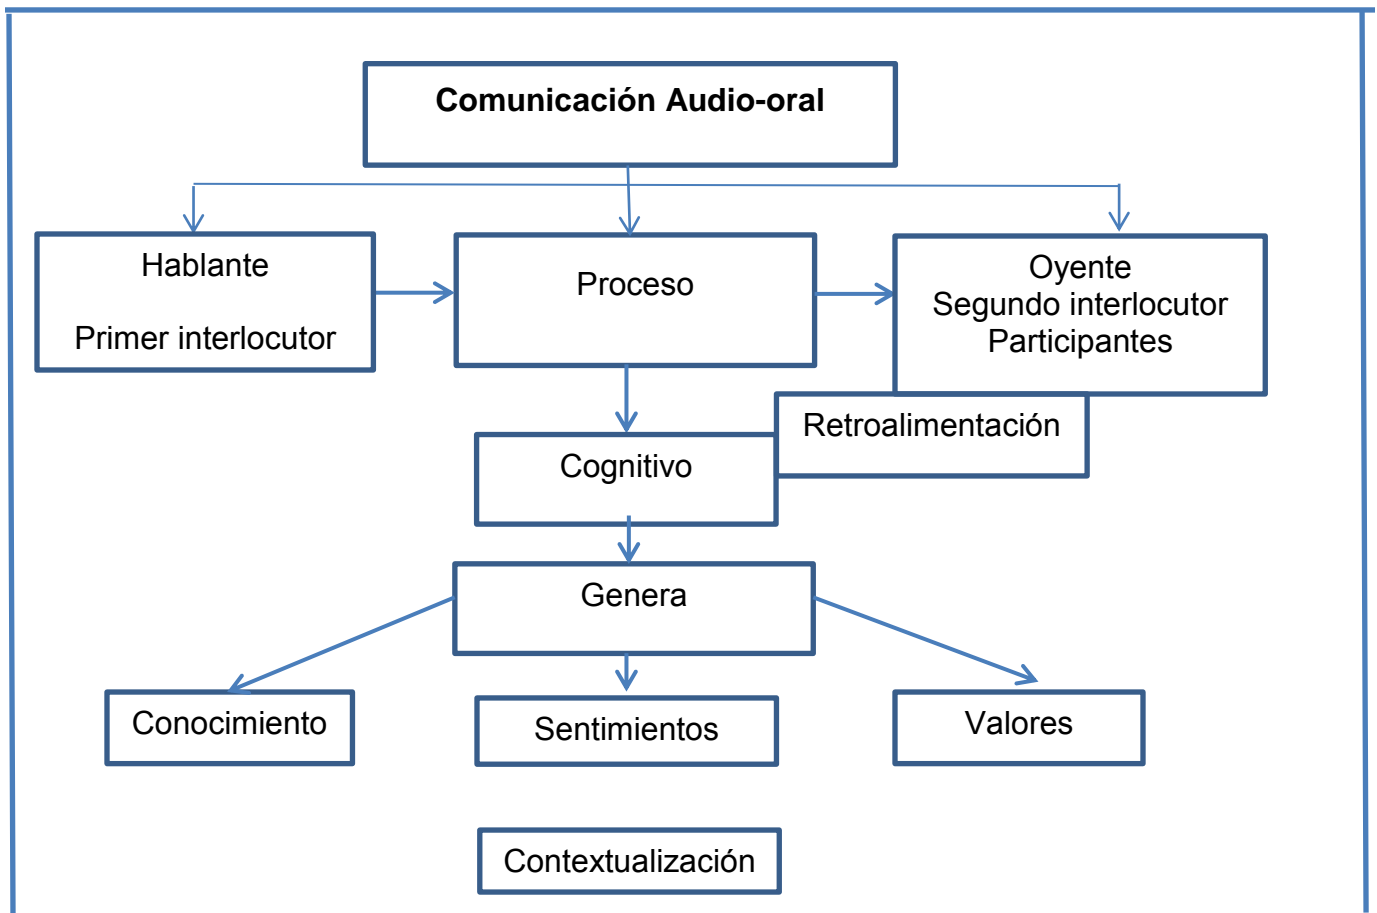 Comunicación Audio-oral
Hablante
Primer interlocutor
Proceso
Oyente
Segundo interlocutor
Participantes
Retroalimentación
Cognitivo
Genera
Conocimiento
Sentimientos
Valores
Contextualización